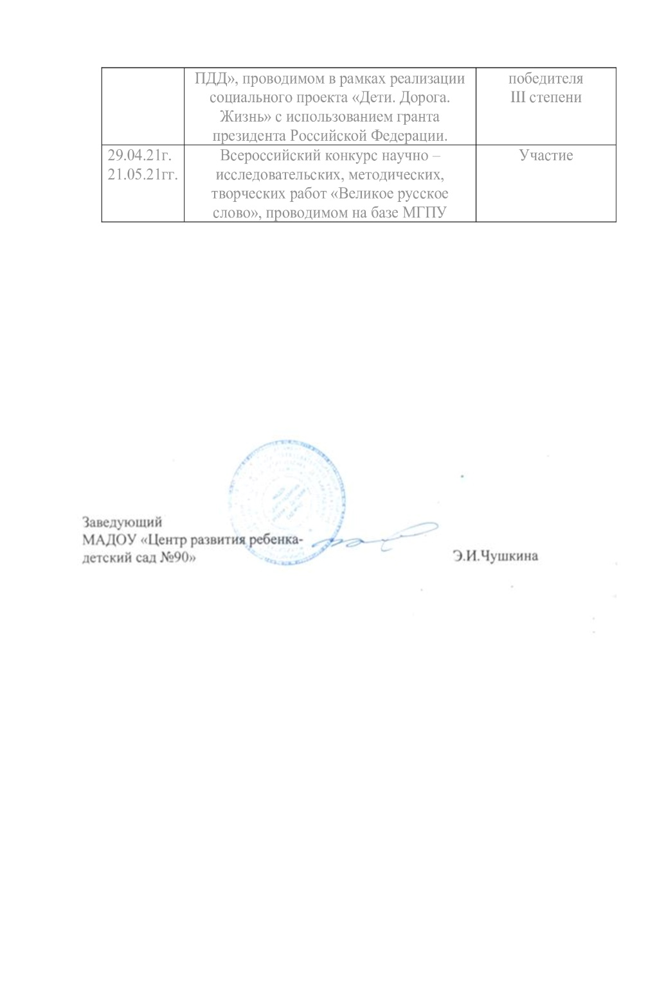 ПДД», проводимом в рамках реализации
социального проекта «Дети. Дорога.
Жизнь» с использованием гранта
президента Российской Федерации.
победителя
III степени
29.04.21г.
21.05.21гг.
Всероссийский конкурс научно –
исследовательских, методических,
творческих работ «Великое русское
слово», проводимом на базе МГПУ
Участие
Заведующий
МАДОУ «Центр развития ребенка-
детский сад №90»
Э.И.Чушкина